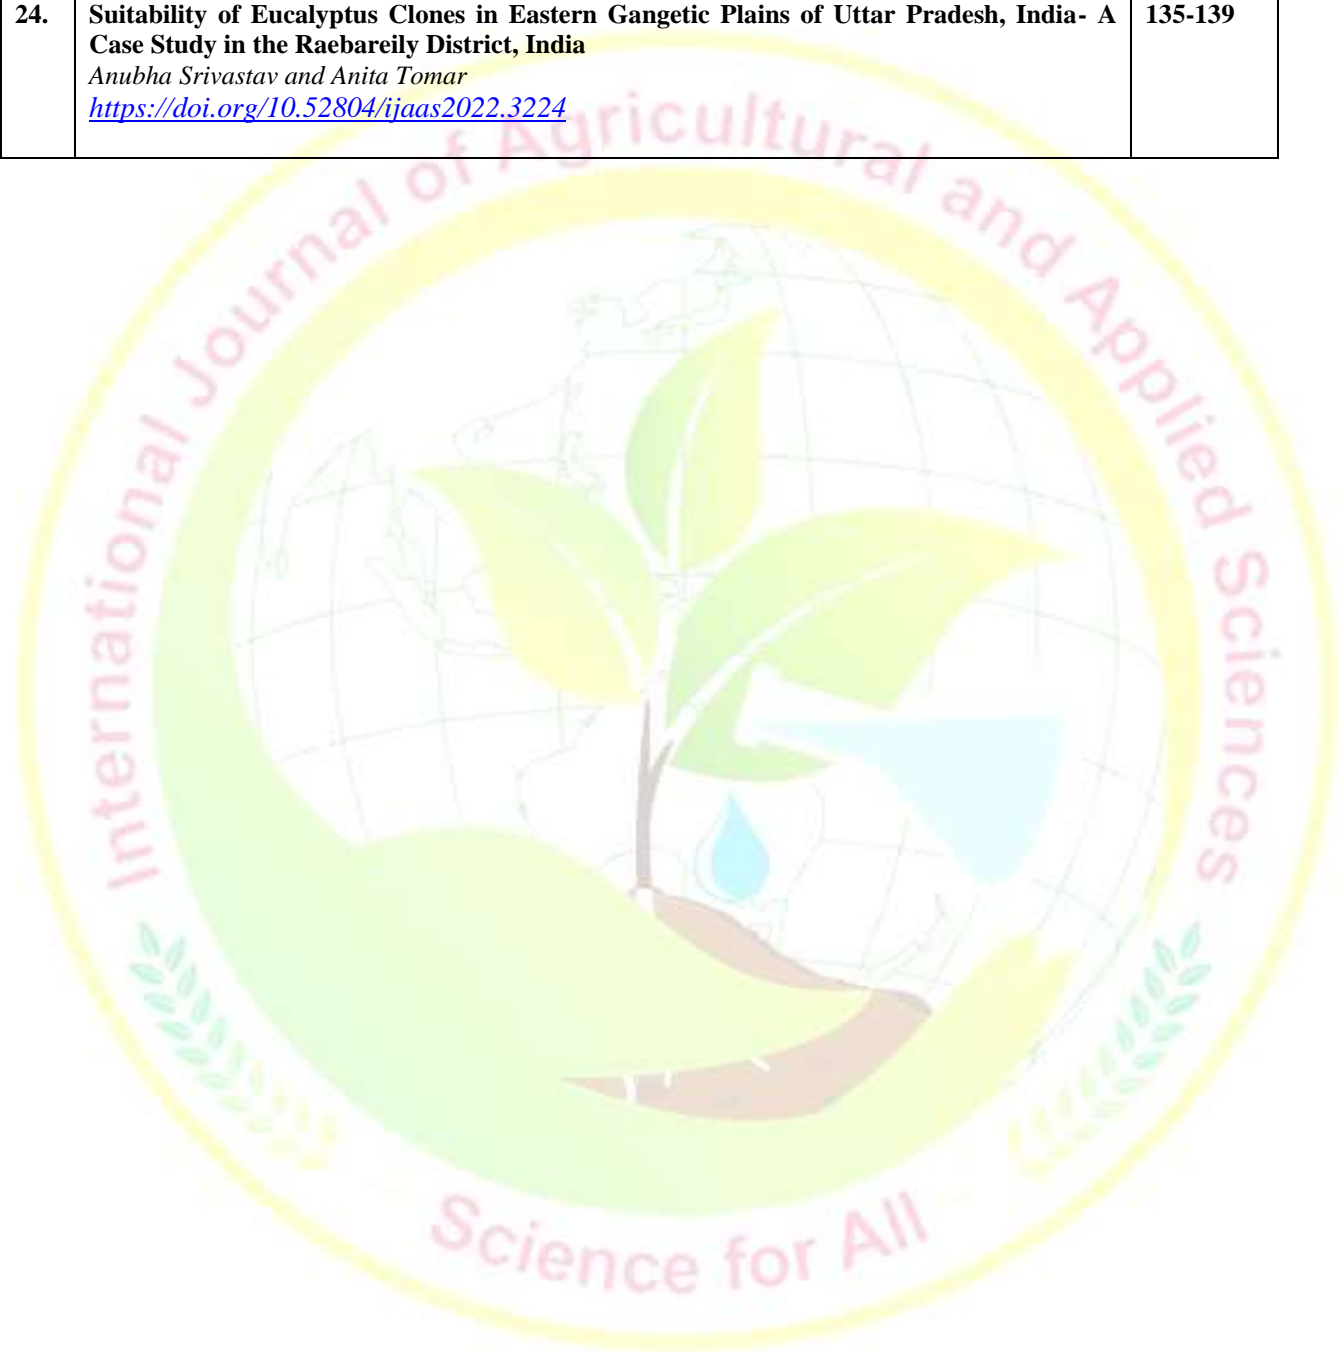 24.
Suitability of Eucalyptus Clones in Eastern Gangetic Plains of Uttar Pradesh, India- A
Case Study in the Raebareily District, India
Anubha Srivastav and Anita Tomar
https://doi.org/10.52804/ijaas2022.3224
135-139
International Journal of Agricultural and Applied Sciences
Science for All